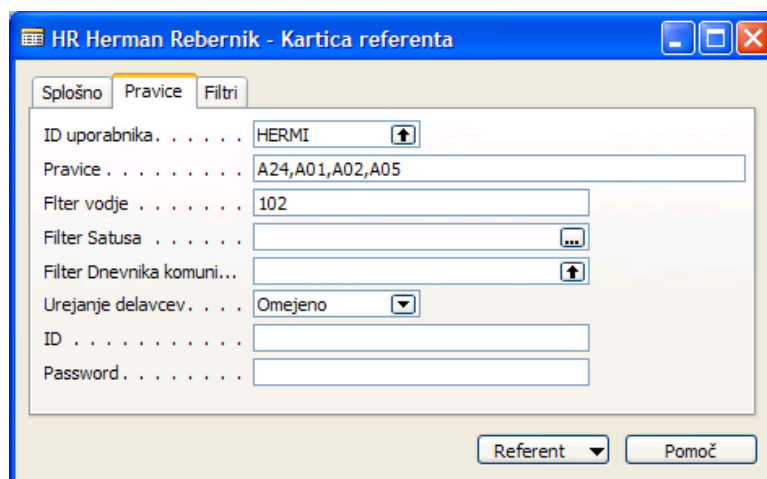 HR Herman Rebernik - Kartica referenta
Splošno Pravice Filtri
ID uporabnika. . . . . . HERMI
Pravice . . . . . . . . . A24,A01,A02,A05
Flter vodje . . . . . . . 102
Filter Satusa . . . . . .
Filter Dnevnika komuni...
Urejanje delavcev. . . . Omejeno
ID . . . . . . . . . . .
Password. . . . . . . .
Referent Pomoč